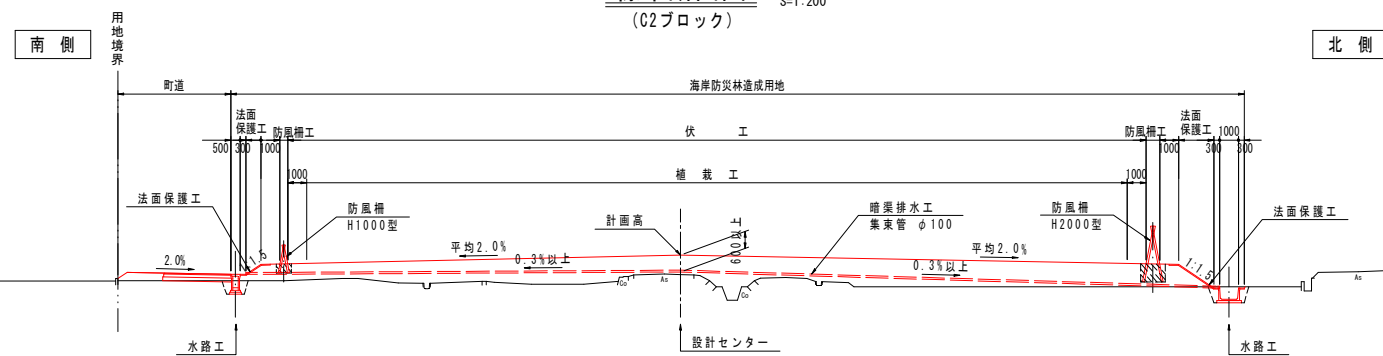 S=1:200
(C2ブロック)
南 側
用地境界
北 側
町道
海岸防災林造成用地
法面
保護工
防風柵工
伏 工
防風柵工
法面
保護工
500
300
1000
1000
300
1000
300
1000
植 栽 工
1000
法面保護工
防風柵
H1000型
計画高
600以下
暗渠排水工
集束管 φ100
防風柵
H2000型
法面保護工
2.0%
1:1.5
平均2.0%
0.3%以上
平均2.0%
0.3%以上
1:1.5
Co
As
Co
As
水路工
設計センター
水路工